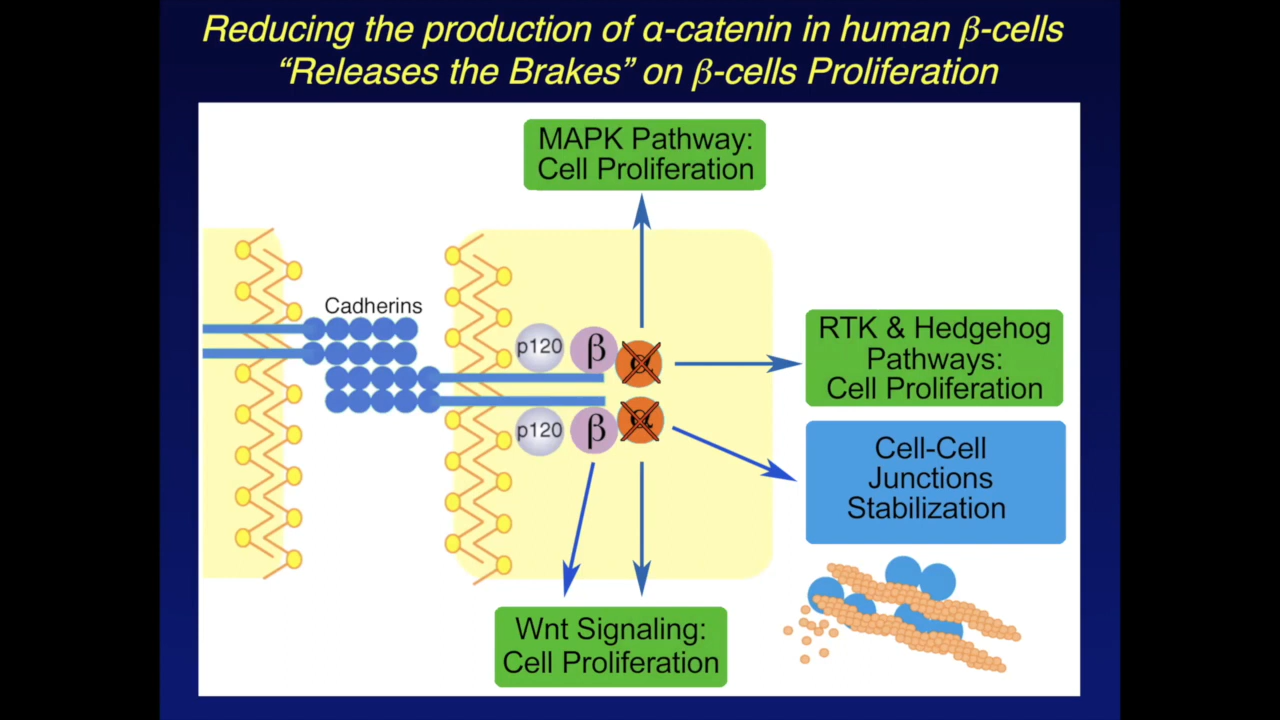 Reducing the production of α-catenin in human β-cells
“Releases the Brakes” on β-cells Proliferation
MAPK Pathway:
Cell Proliferation
Cadherins
p120
β
α
RTK & Hedgehog
Pathways:
Cell Proliferation
p120
β
α
Cell-Cell
Junctions
Stabilization
Wnt Signaling:
Cell Proliferation